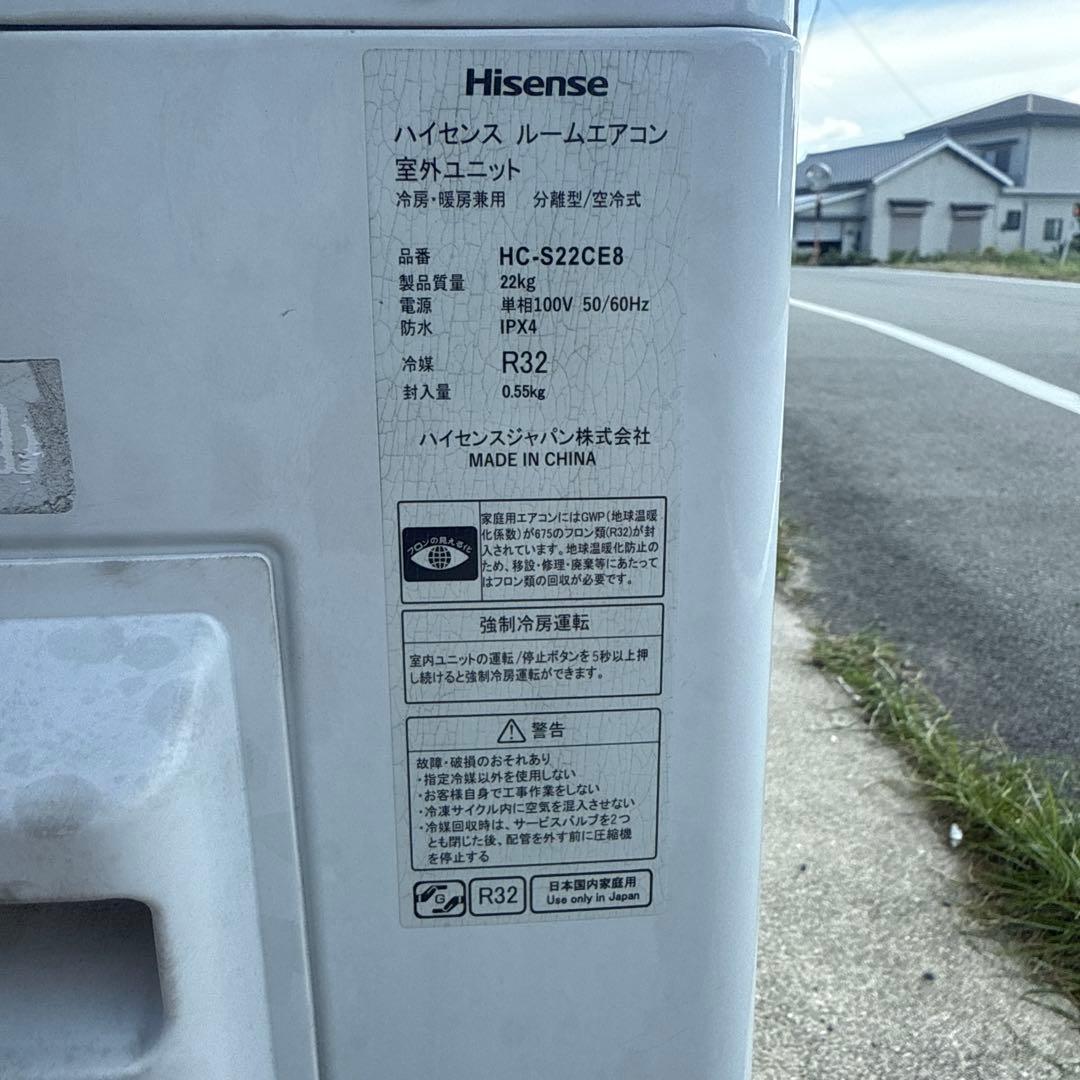 Hisense
ハイセンス ルームエアコン
室外ユニット
冷房・暖房兼用 分離型/空冷式
品番 HC-S22CE8
製品質量 22kg
電源 単相100V 50/60Hz
防水 IPX4
冷媒 R32
封入量 0.55kg
ハイセンスジャパン株式会社
MADE IN CHINA
フロンの見える化
家庭用エアコンにはGWP(地球温暖
化係数)が675のフロン類(R32)が封
入されています。地球温暖化防止の
ため、移設・修理・廃棄等にあたって
はフロン類の回収が必要です。
強制冷房運転
室内ユニットの運転/停止ボタンを5秒以上押
し続けると強制冷房運転ができます。
警告
故障・破損のおそれあり
・指定冷媒以外を使用しない
・お客様自身で工事作業をしない
・冷凍サイクル内に空気を混入させない
・冷媒回収時は、サービスバルブを2つ
とも閉じた後、配管を外す前に圧縮機
を停止する
G R32 日本国内家庭用
Use only in Japan